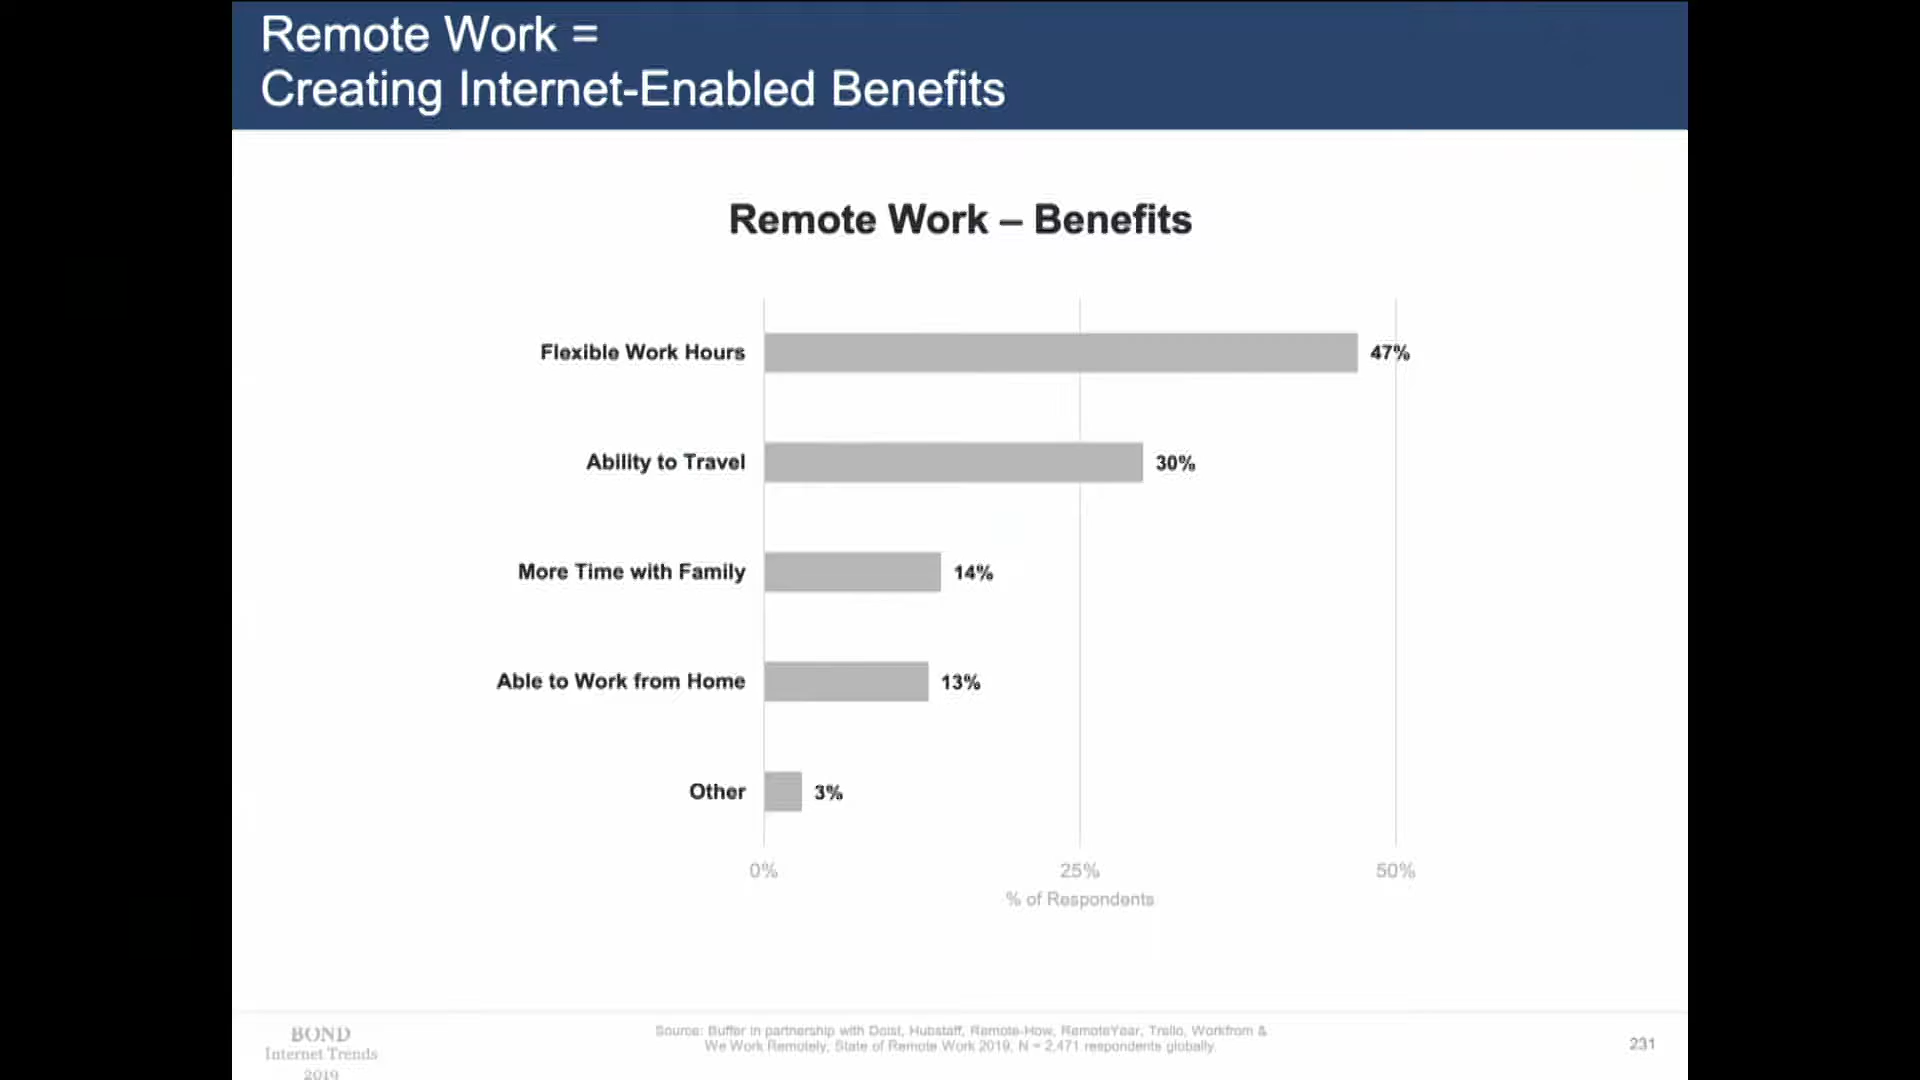 Remote Work =
Creating Internet-Enabled Benefits
Remote Work – Benefits
Flexible Work Hours
47%
Ability to Travel
30%
More Time with Family
14%
Able to Work from Home
13%
Other
3%
0%
25%
50%
% of Respondents
BOND
Internet Trends
2019
Source: Buffer in partnership with Doist, Hubstaff, Remote-How, RemoteYear, Trello, Workfrom &
We Work Remotely, State of Remote Work 2019, N = 2,471 respondents globally.
231